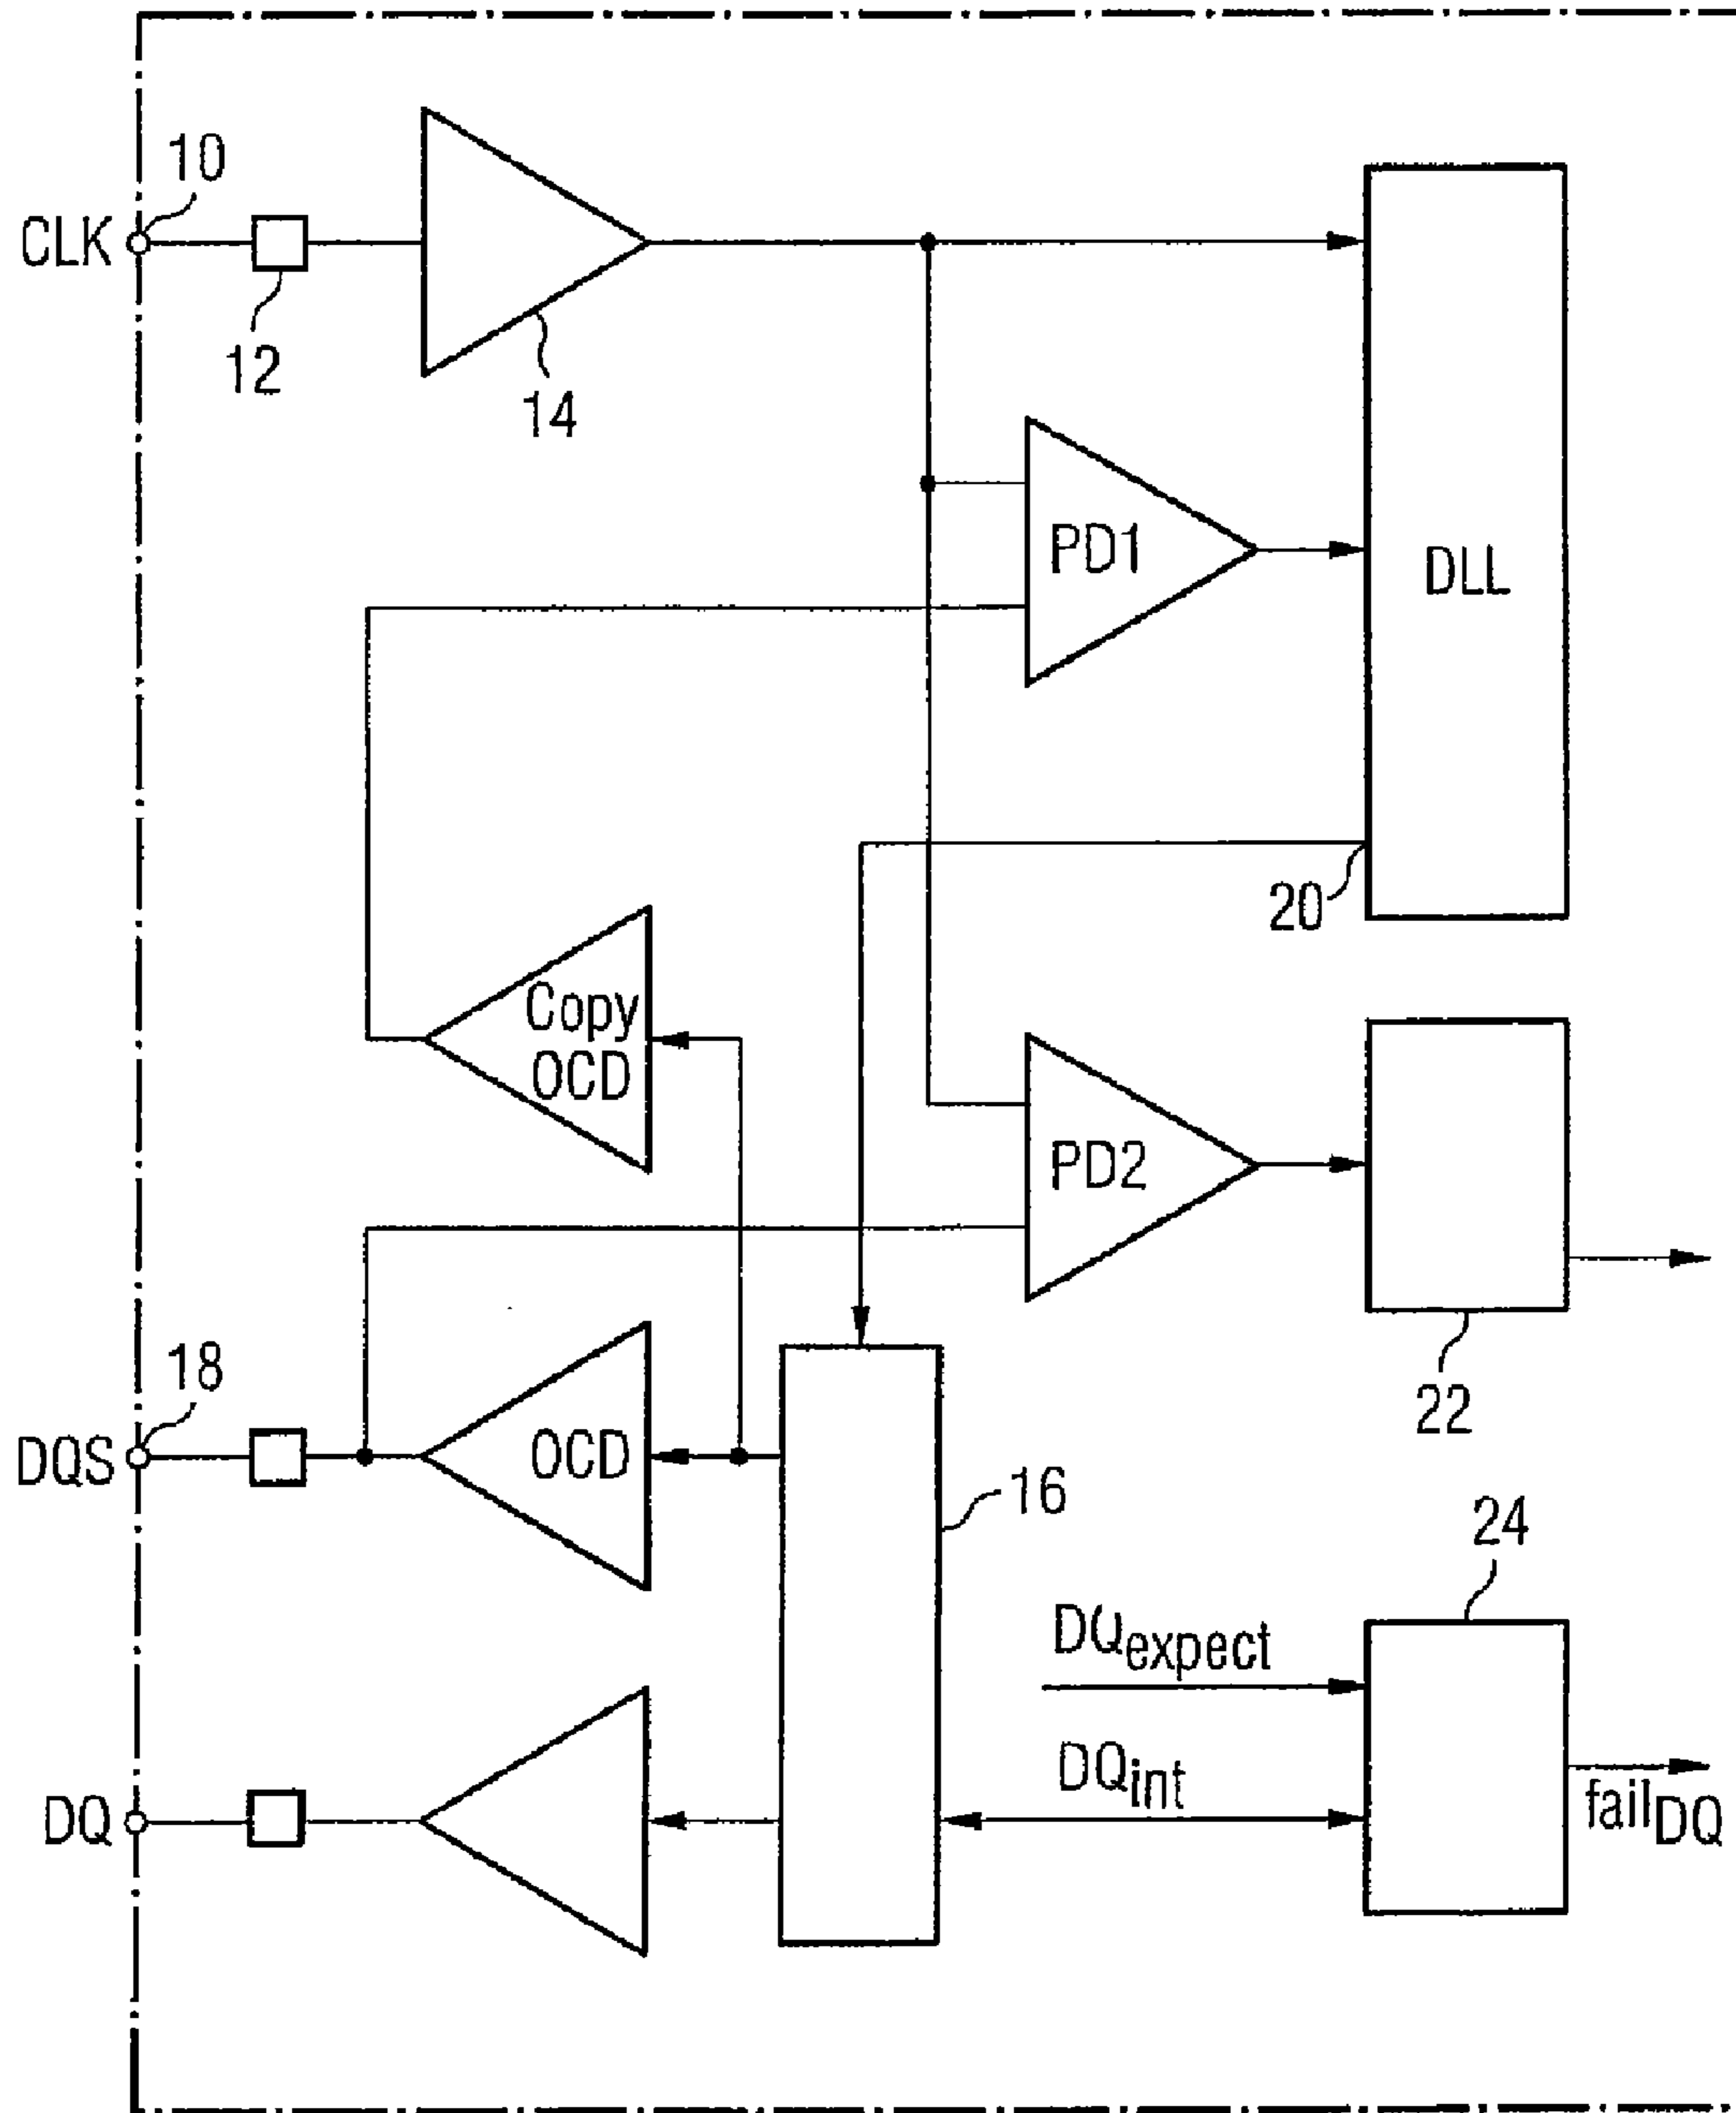 10
CLK
12
14
PD1
DLL
20
Copy
OCD
PD2
22
18
DQS
OCD
16
24
DQexpect
DQint
DQ
failDQ